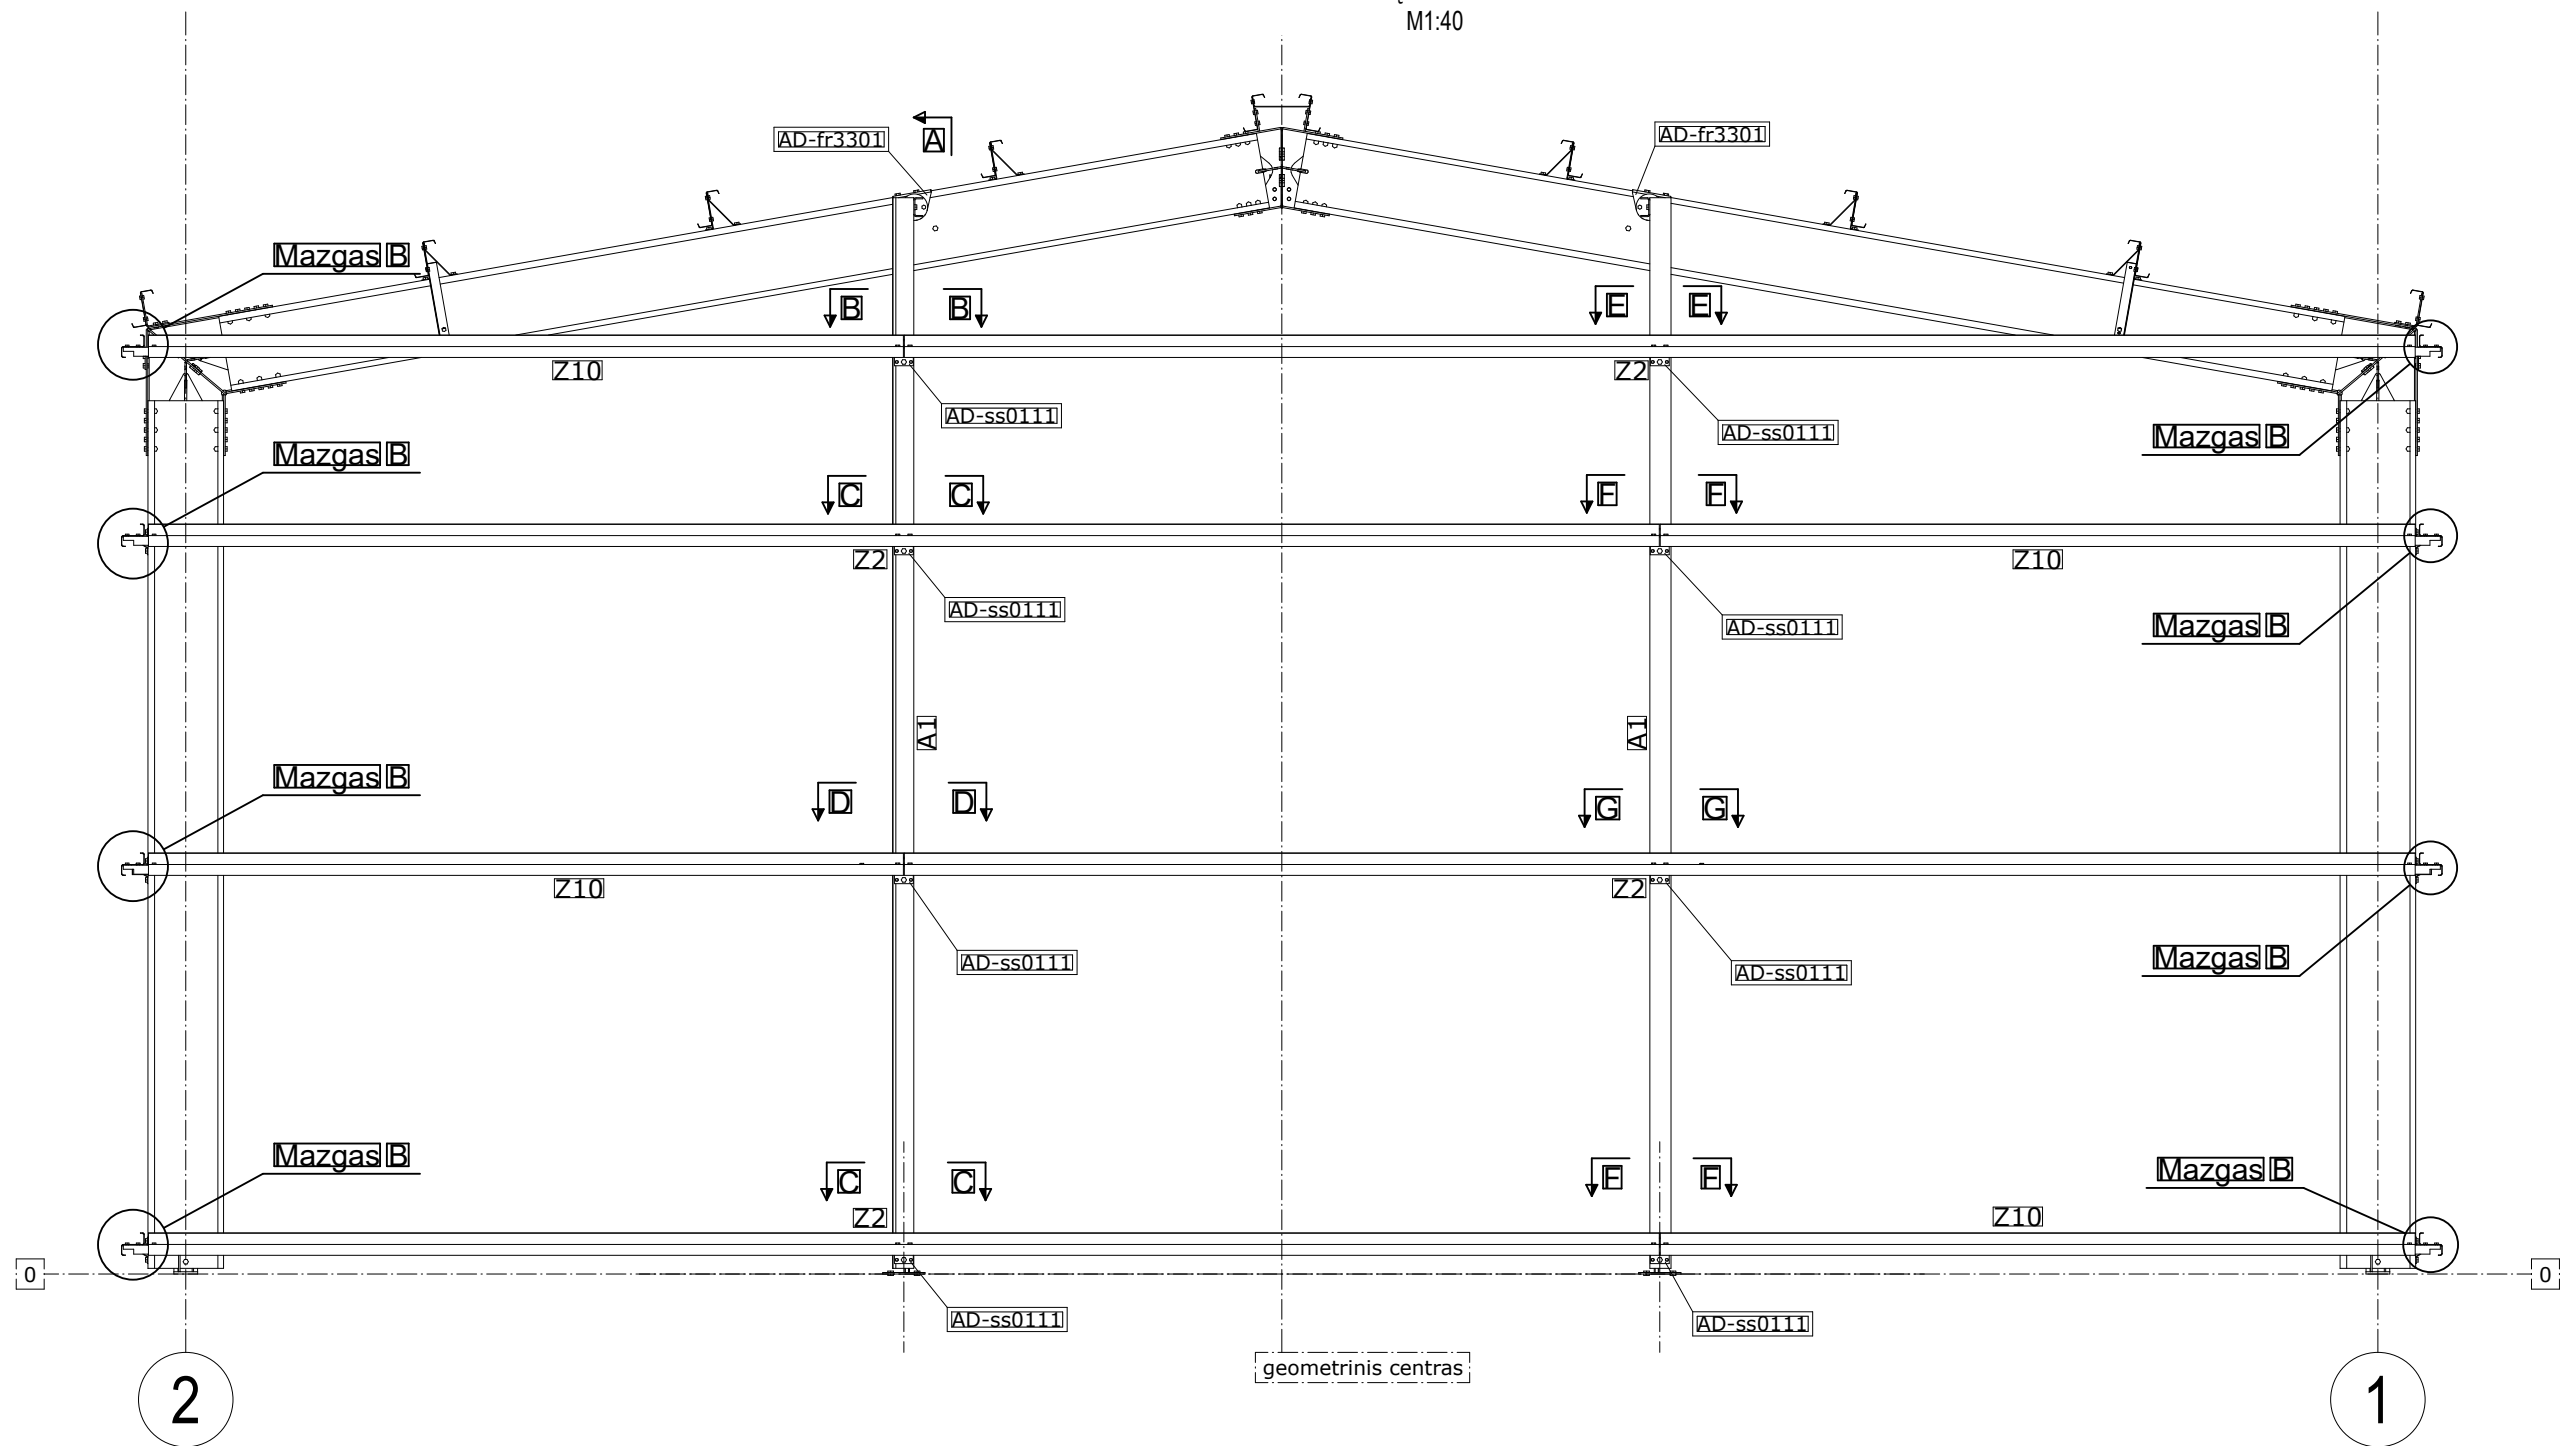 M1:40
AD-fr3301
A
AD-fr3301
Mazgas B
B
B
E
E
Z10
Z2
AD-ss0111
AD-ss0111
Mazgas B
Mazgas B
C
C
F
F
Z2
Z10
AD-ss0111
AD-ss0111
Mazgas B
A1
A1
Mazgas B
D
D
G
G
Z10
Z2
AD-ss0111
AD-ss0111
Mazgas B
Mazgas B
C
C
F
F
Mazgas B
Z2
Z10
0
0
AD-ss0111
AD-ss0111
geometrinis centras
2
1